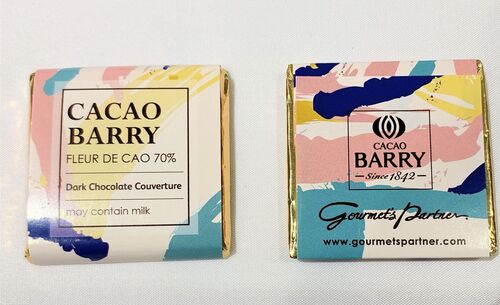 CACAO
BARRY
FLEUR DE CAO 70%
Dark Chocolate Couverture
may contain milk
CACAO
BARRY
Since 1842
Gourmet's Partner
www.gourmetspartner.com